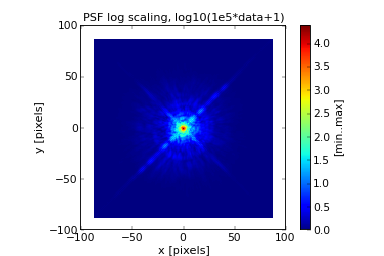 PSF log scaling, log10(1e5*data+1)
100
50
0
−50
−100
y [pixels]
−100 −50 0 50 100
x [pixels]
4.0
3.5
3.0
2.5
2.0
1.5
1.0
0.5
0.0
[min..max]